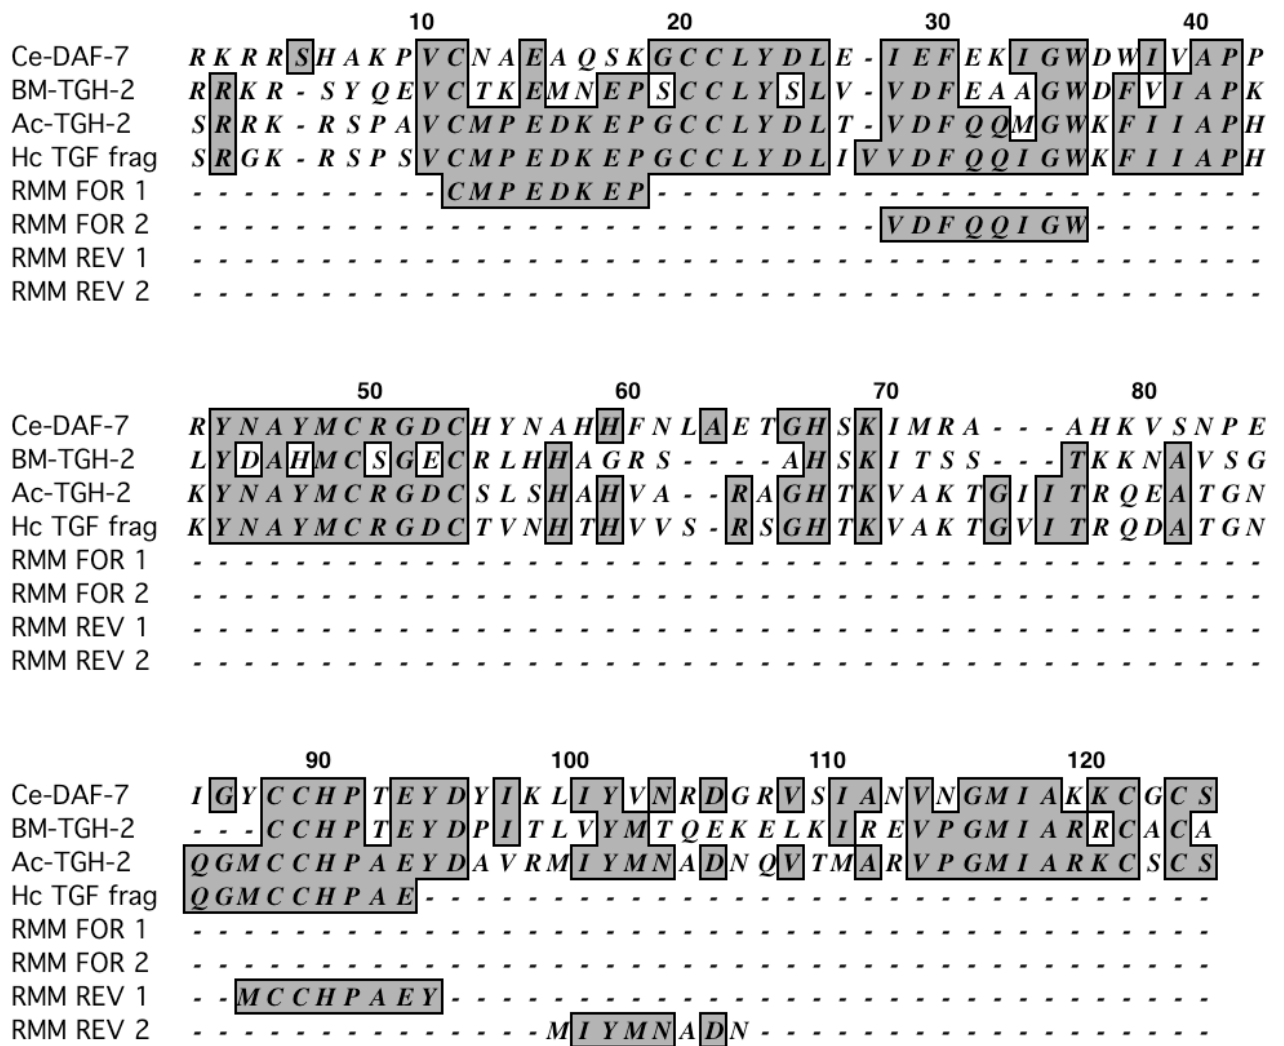 10 20 30 40
Ce-DAF-7 R K R R S H A K P V C N A E A Q S K G C C L Y D L E - I E F E K I G W D W I V A P P
BM-TGH-2 R R K R - S Y Q E V C T K E M N E P S C C L Y S L V - V D F E A A G W D F V I A P K
Ac-TGH-2 S R R K - R S P A V C M P E D K E P G C C L Y D L T - V D F Q Q M G W K F I I A P H
Hc TGF frag S R G K - R S P S V C M P E D K E P G C C L Y D L I V V D F Q Q I G W K F I I A P H
RMM FOR 1 - - - - - - - - - - C M P E D K E P - - - - - - - - - - - - - - - - - - - - - - - -
RMM FOR 2 - - - - - - - - - - - - - - - - - - - - - - - - - - - V D F Q Q I G W - - - - - - -
RMM REV 1 - - - - - - - - - - - - - - - - - - - - - - - - - - - - - - - - - - - - - - - - - -
RMM REV 2 - - - - - - - - - - - - - - - - - - - - - - - - - - - - - - - - - - - - - - - - - -
50 60 70 80
Ce-DAF-7 R Y N A Y M C R G D C H Y N A H H F N L A E T G H S K I M R A - - - A H K V S N P E
BM-TGH-2 L Y D A H M C S G E C R L H H A G R S - - - - A H S K I T S S - - - T K K N A V S G
Ac-TGH-2 K Y N A Y M C R G D C S L S H A H V A - - R A G H T K V A K T G I I T R Q E A T G N
Hc TGF frag K Y N A Y M C R G D C T V N H T H V V S - R S G H T K V A K T G V I T R Q D A T G N
RMM FOR 1 - - - - - - - - - - - - - - - - - - - - - - - - - - - - - - - - - - - - - - - - - -
RMM FOR 2 - - - - - - - - - - - - - - - - - - - - - - - - - - - - - - - - - - - - - - - - - -
RMM REV 1 - - - - - - - - - - - - - - - - - - - - - - - - - - - - - - - - - - - - - - - - - -
RMM REV 2 - - - - - - - - - - - - - - - - - - - - - - - - - - - - - - - - - - - - - - - - - -
90 100 110 120
Ce-DAF-7 I G Y C C H P T E Y D Y I K L I Y V N R D G R V S I A N V N G M I A K K C G C S
BM-TGH-2 - - - C C H P T E Y D P I T L V Y M T Q E K E L K I R E V P G M I A R R C A C A
Ac-TGH-2 Q G M C C H P A E Y D A V R M I Y M N A D N Q V T M A R V P G M I A R K C S C S
Hc TGF frag Q G M C C H P A E - - - - - - - - - - - - - - - - - - - - - - - - - - - - - - -
RMM FOR 1 - - - - - - - - - - - - - - - - - - - - - - - - - - - - - - - - - - - - - - - -
RMM FOR 2 - - - - - - - - - - - - - - - - - - - - - - - - - - - - - - - - - - - - - - - -
RMM REV 1 - - M C C H P A E Y - - - - - - - - - - - - - - - - - - - - - - - - - - - - - -
RMM REV 2 - - - - - - - - - - - - - - M I Y M N A D N - - - - - - - - - - - - - - - - - -